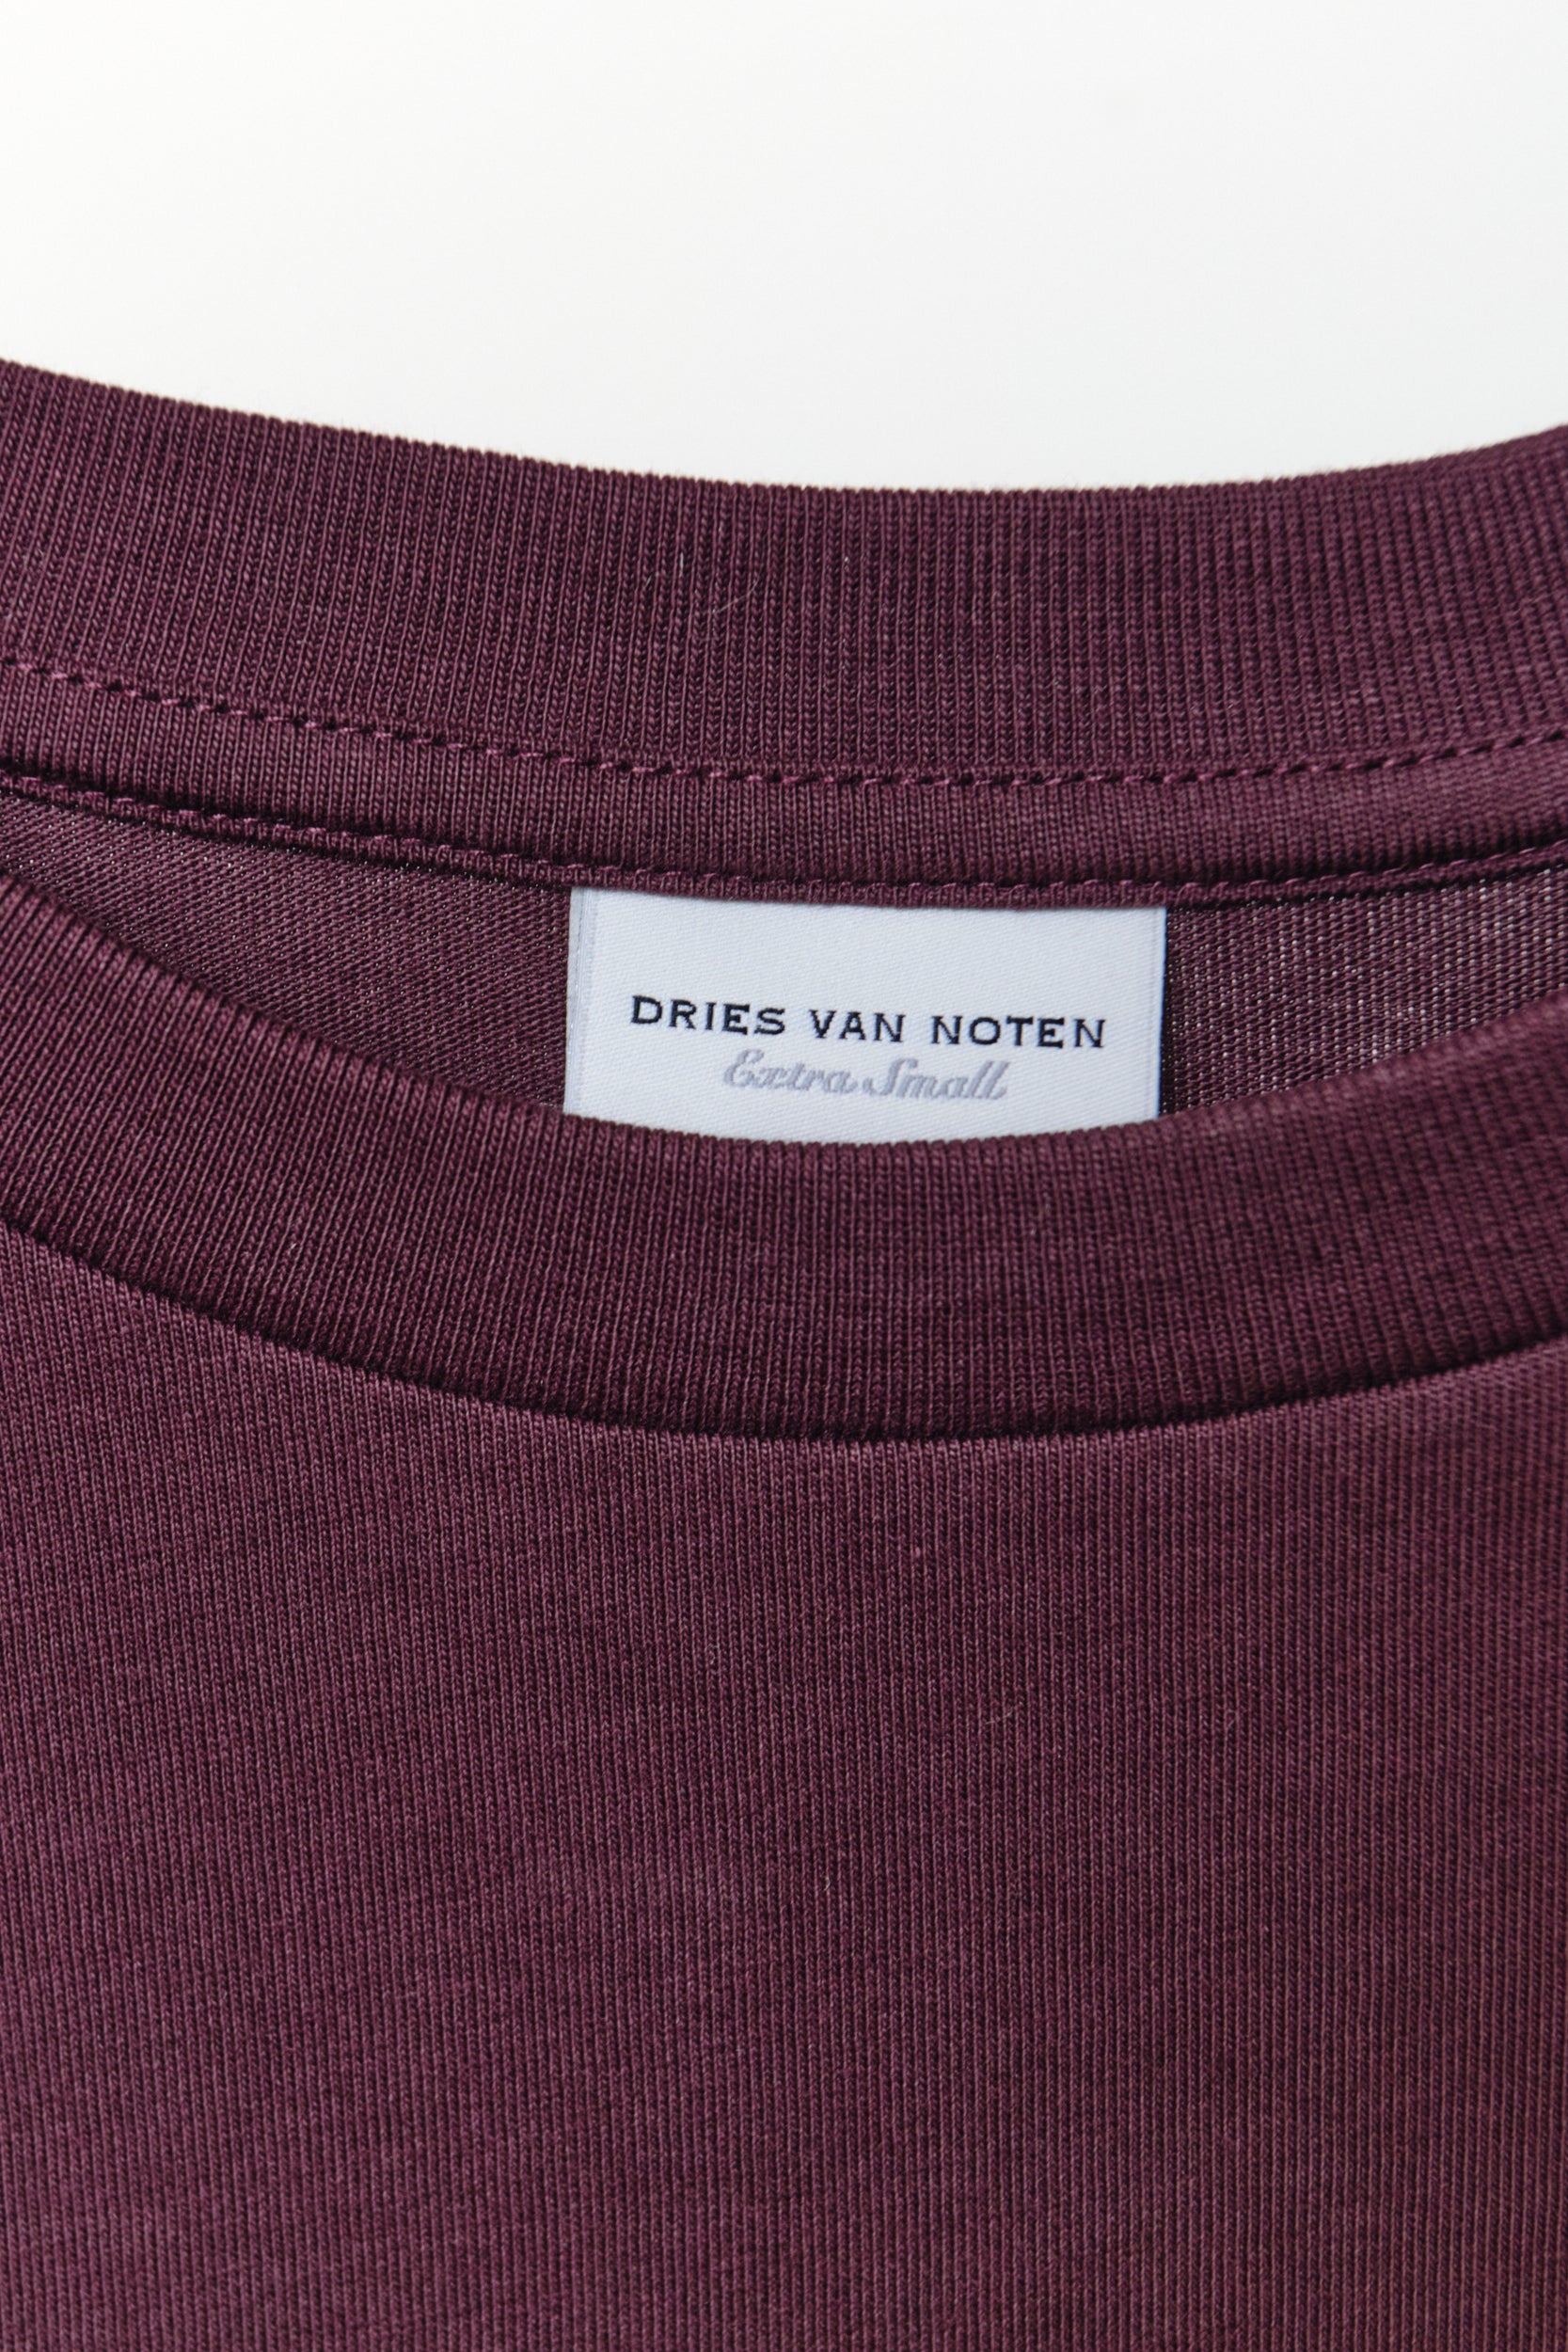 DRIES VAN NOTEN
Extra Small